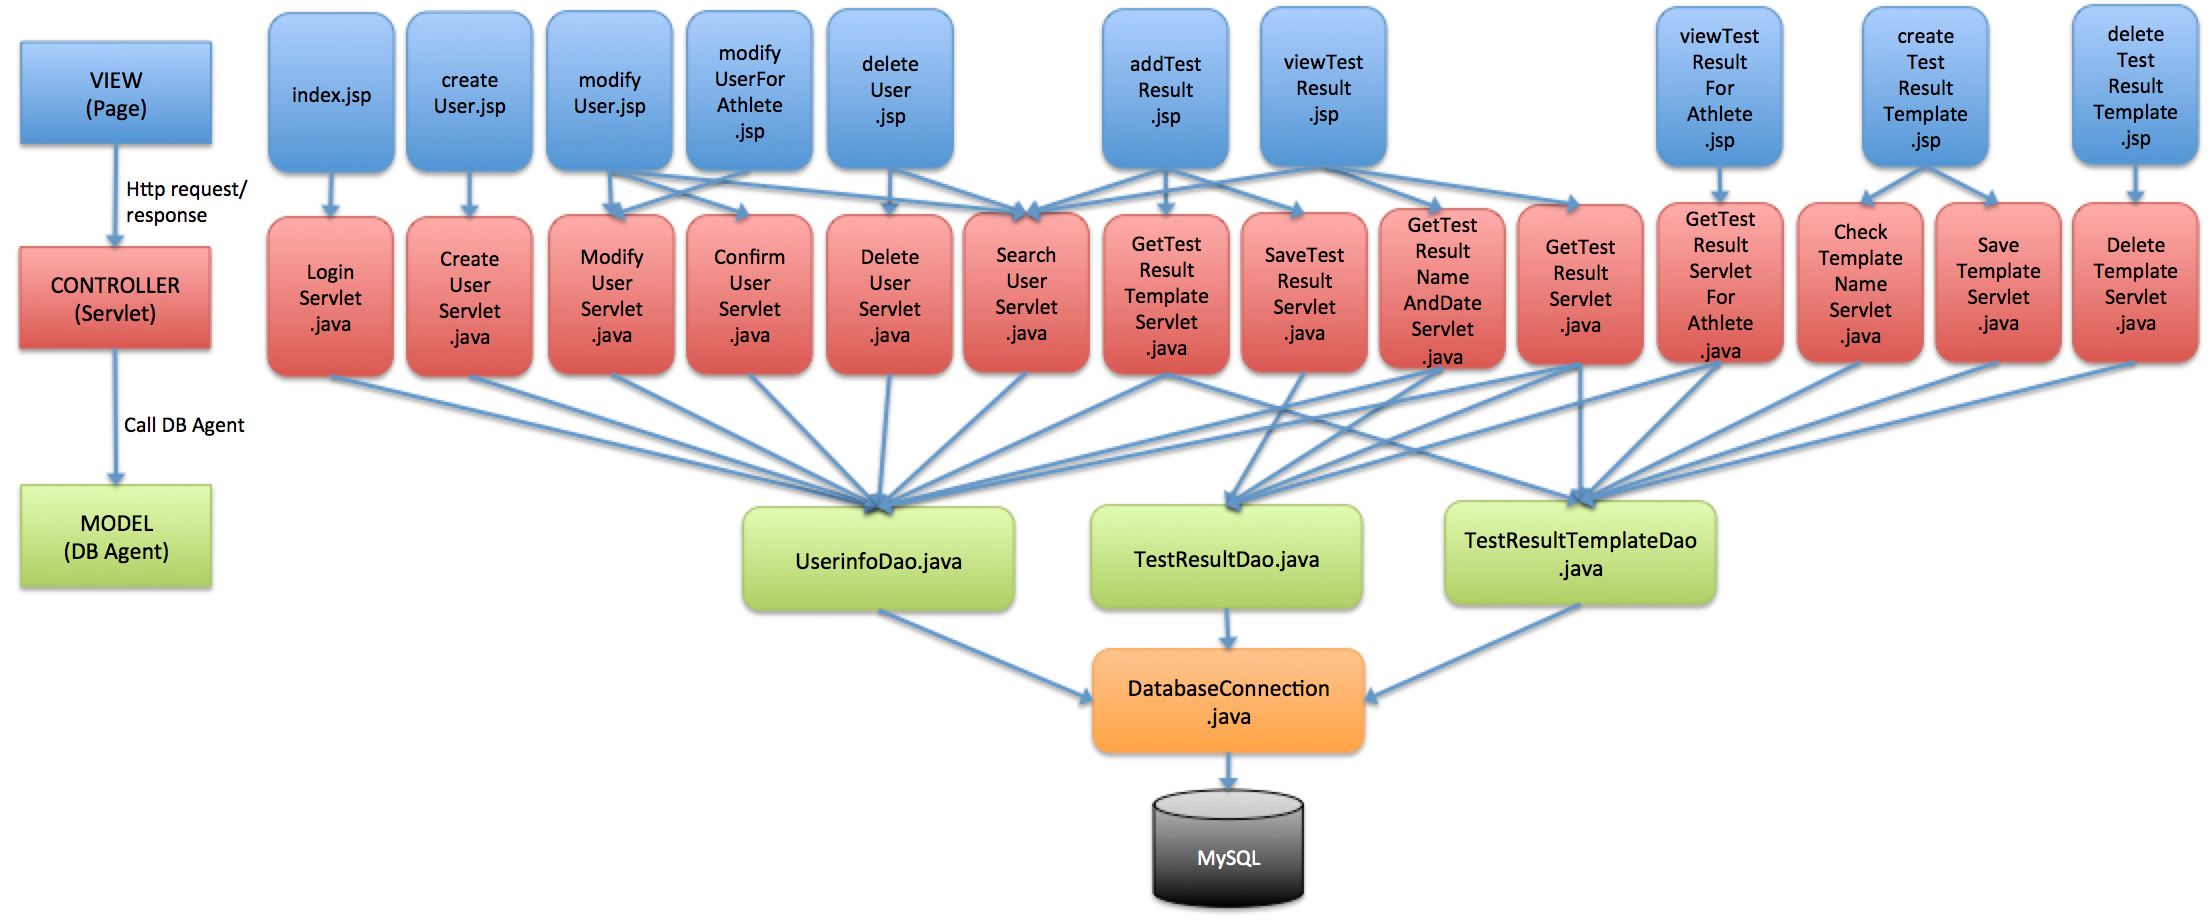 VIEW
(Page)
Http request/
response
CONTROLLER
(Servlet)
Call DB Agent
MODEL
(DB Agent)
index.jsp
create
User.jsp
modify
User.jsp
modify
UserFor
Athlete
.jsp
delete
User
.jsp
addTest
Result
.jsp
viewTest
Result
.jsp
viewTest
Result
For
Athlete
.jsp
create
Test
Result
Template
.jsp
delete
Test
Result
Template
.jsp
Login
Servlet
.java
Create
User
Servlet
.java
Modify
User
Servlet
.java
Confirm
User
Servlet
.java
Delete
User
Servlet
.java
Search
User
Servlet
.java
GetTest
Result
Template
Servlet
.java
SaveTest
Result
Servlet
.java
GetTest
Result
Name
AndDate
Servlet
.java
GetTest
Result
Servlet
.java
GetTest
Result
Servlet
For
Athlete
.java
Check
Template
Name
Servlet
.java
Save
Template
Servlet
.java
Delete
Template
Servlet
.java
UserinfoDao.java
TestResultDao.java
TestResultTemplateDao
.java
DatabaseConnection
.java
MySQL